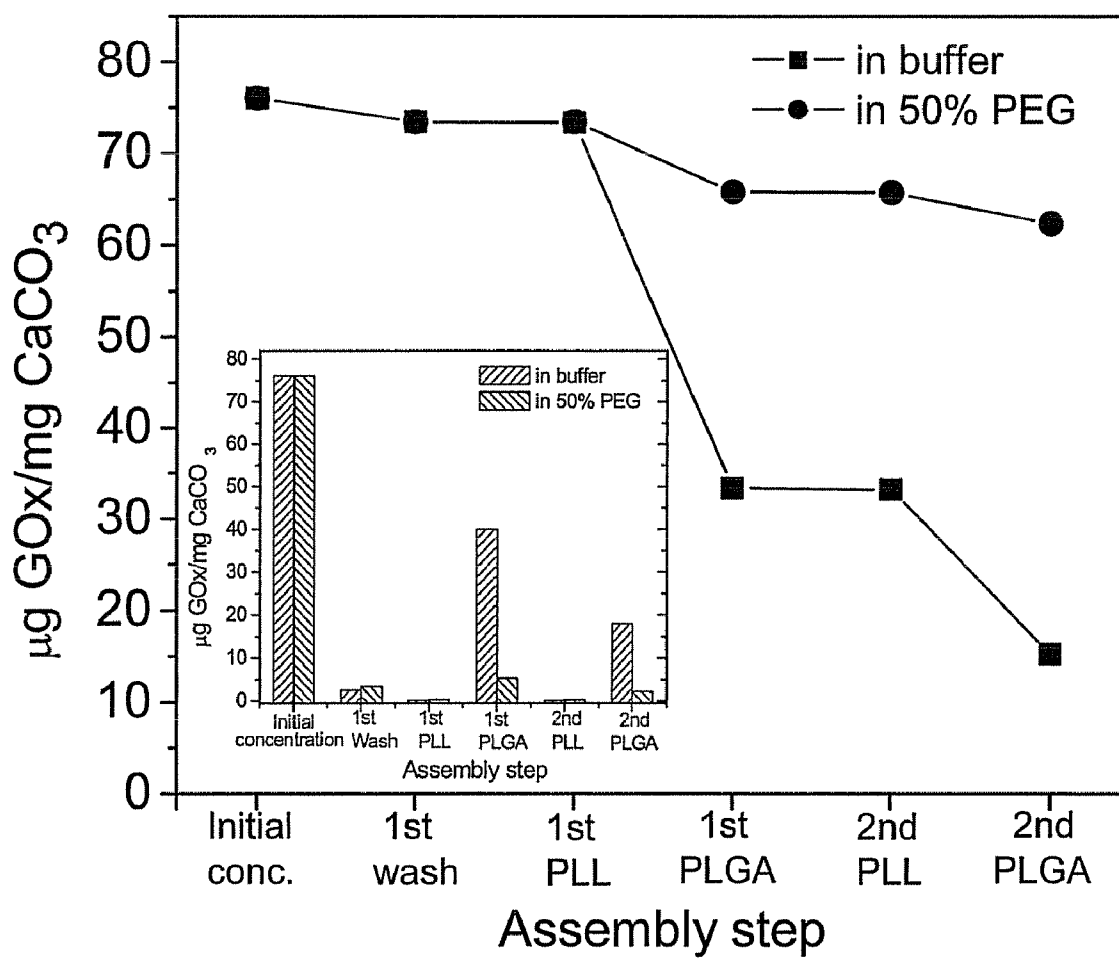 in buffer
in 50% PEG
μg GOx/mg CaCO3
80
70
60
50
40
30
20
10
0
Initial conc.
1st wash
1st PLL
1st PLGA
2nd PLL
2nd PLGA
Assembly step
in buffer
in 50% PEG
μg GOx/mg CaCO3
80
70
60
50
40
30
20
10
0
Initial concentration
1st Wash
1st PLL
1st PLGA
2nd PLL
2nd PLGA
Assembly step